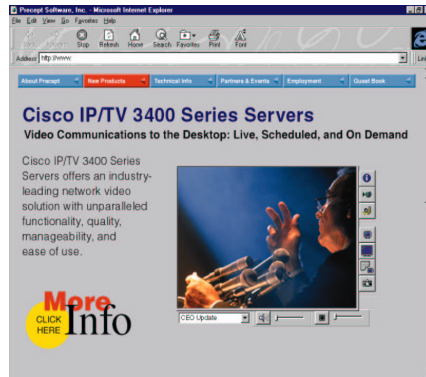 Precept Software, Inc. - Microsoft Internet Explorer
File Edit View Go Favorites Help
Stop Refresh Home Search Favorites Print Font
Address http://www.
About Precept New Products Technical Info Partners & Events Employment Guest Book
Cisco IP/TV 3400 Series Servers
Video Communications to the Desktop: Live, Scheduled, and On Demand
Cisco IP/TV 3400 Series
Servers offers an industry-
leading network video
solution with unparalleled
functionality, quality,
manageability, and
ease of use.
More
Info
CLICK
HERE
CEO Update